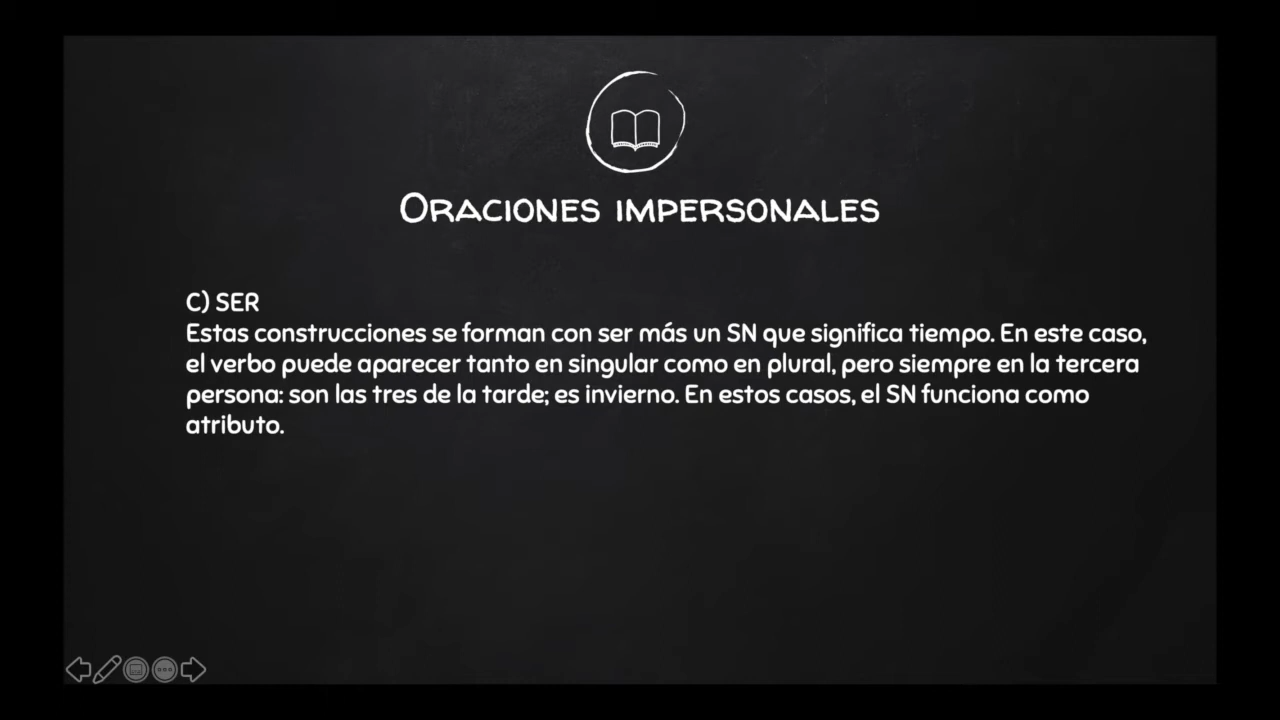 ORACIONES IMPERSONALES
C) SER
Estas construcciones se forman con ser más un SN que significa tiempo. En este caso,
el verbo puede aparecer tanto en singular como en plural, pero siempre en la tercera
persona: son las tres de la tarde; es invierno. En estos casos, el SN funciona como
atributo.